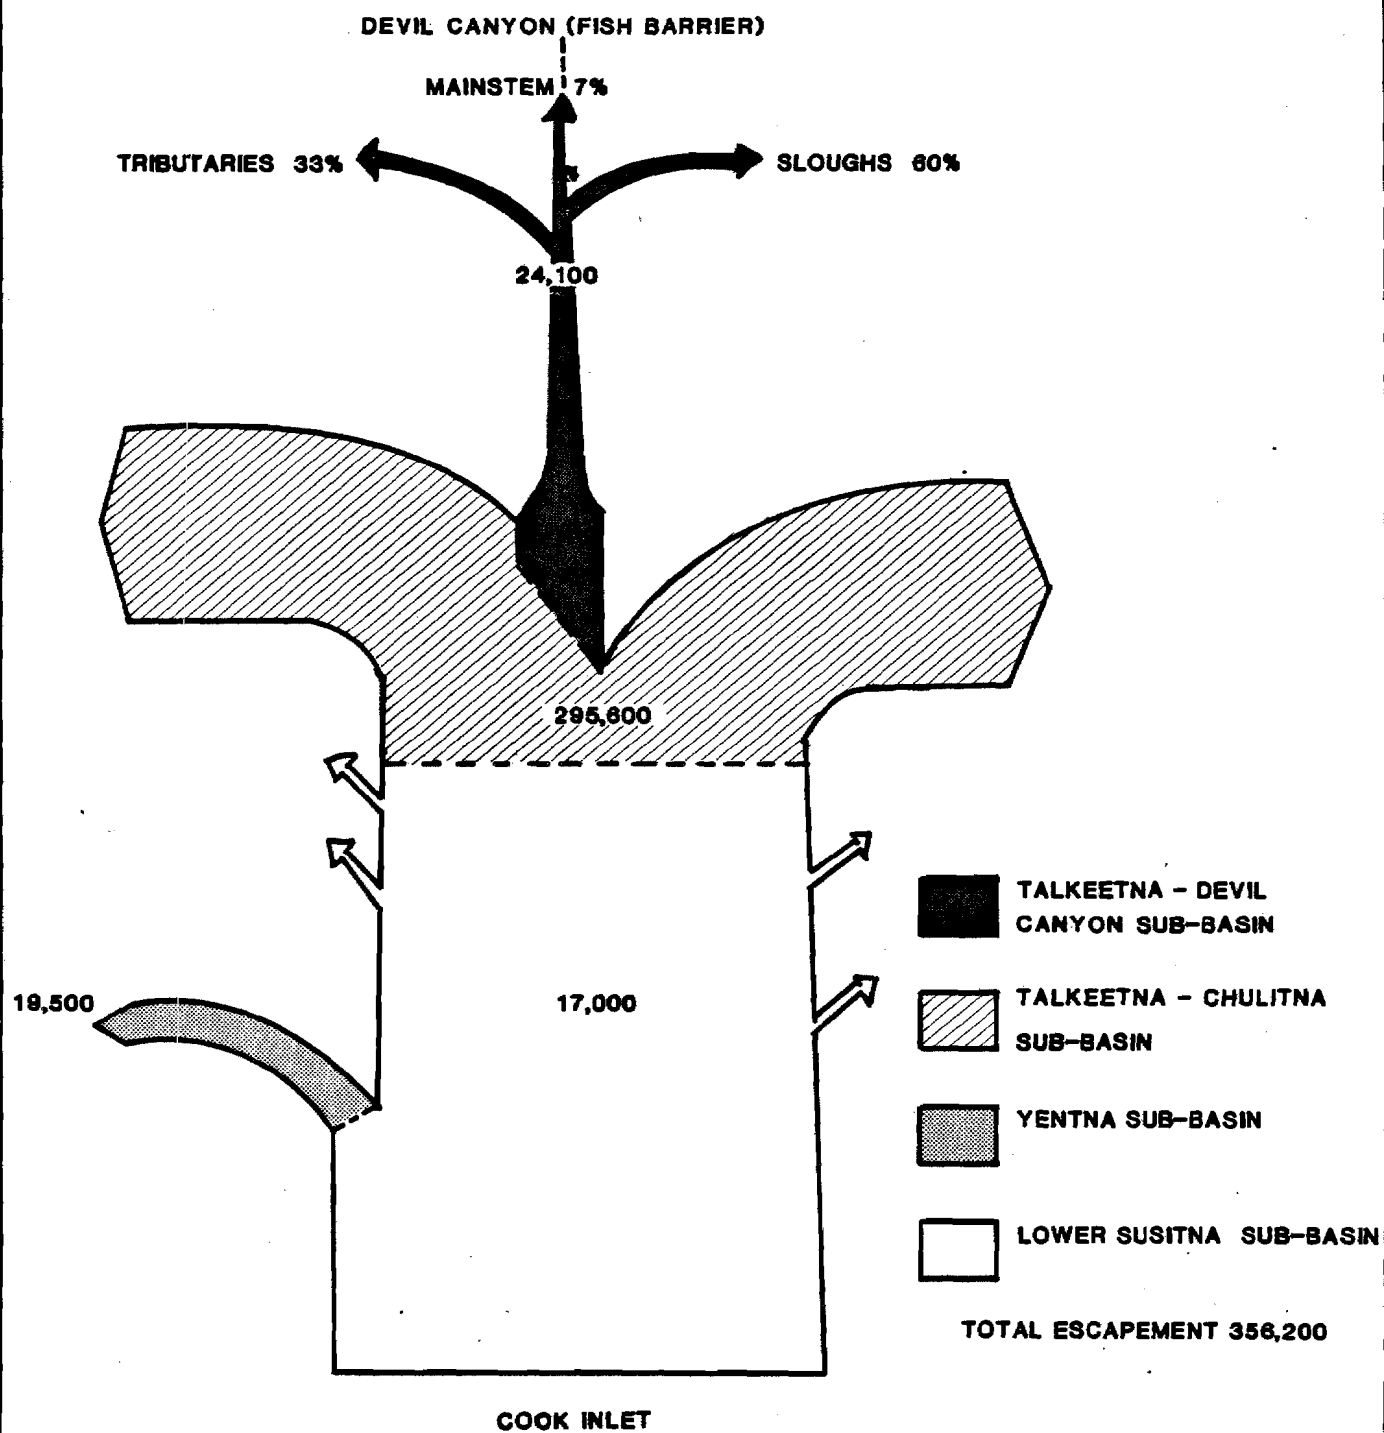 DEVIL CANYON (FISH BARRIER)
MAINSTEM 7%
TRIBUTARIES 33%
SLOUGHS 60%
24,100
295,600
19,500
17,000
TALKEETNA - DEVIL
CANYON SUB-BASIN
TALKEETNA - CHULITNA
SUB-BASIN
YENTNA SUB-BASIN
LOWER SUSITNA SUB-BASIN
TOTAL ESCAPEMENT 356,200
COOK INLET